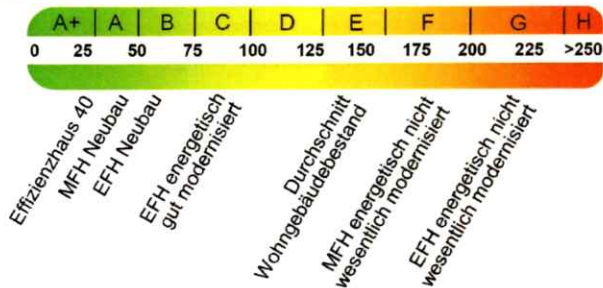 A+ A B C D E F G H
0 25 50 75 100 125 150 175 200 225 >250
Effizienzhaus 40
MFH Neubau
EFH Neubau
EFH energetisch
gut modernisiert
Durchschnitt
Wohngebäudebestand
MFH energetisch nicht
wesentlich modernisiert
EFH energetisch nicht
wesentlich modernisiert